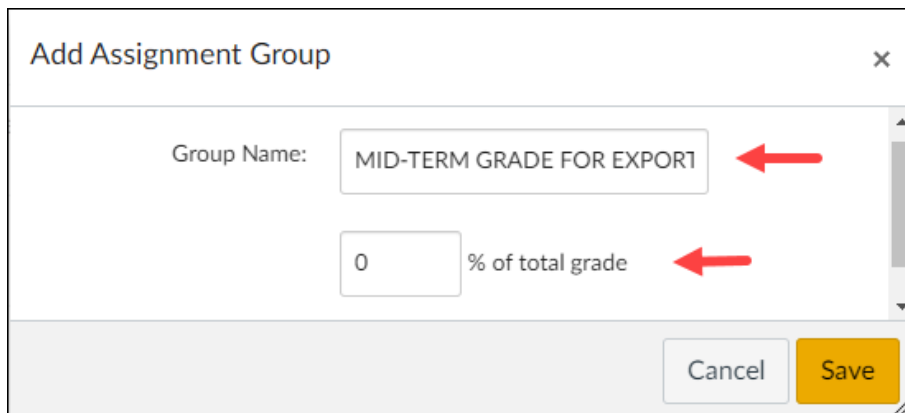 Add Assignment Group
×
Group Name:
MID-TERM GRADE FOR EXPORT
0
% of total grade
Cancel
Save